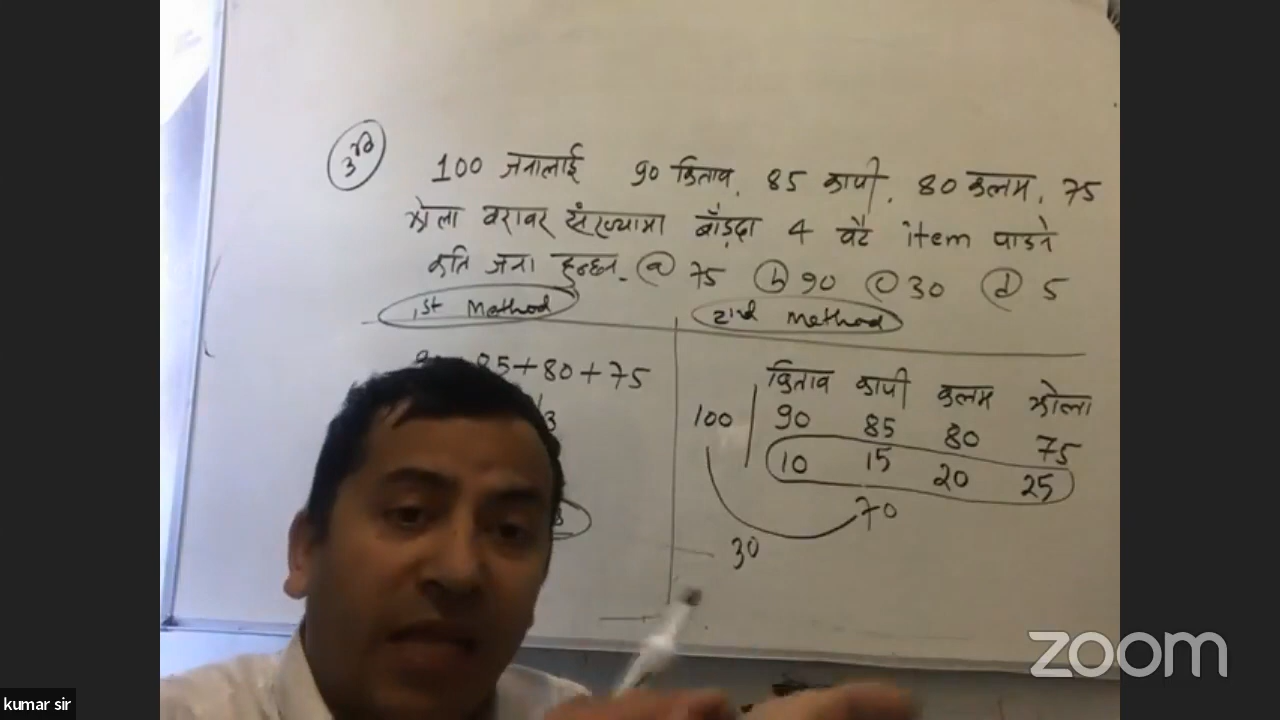 3rd
100 जनालाई 90 किताब, 85 कापी, 80 कलम, 75
झोला बराबर संख्यामा बाँड्दा 4 वटै item पाउने
कति जना हुन्छन् (a) 75 (b) 90 (c) 30 (d) 5
1st Method 2nd Method
85+80+75
किताब कापी कलम झोला
100 90 85 80 75
10 15 20 25
70
30
zoom
kumar sir